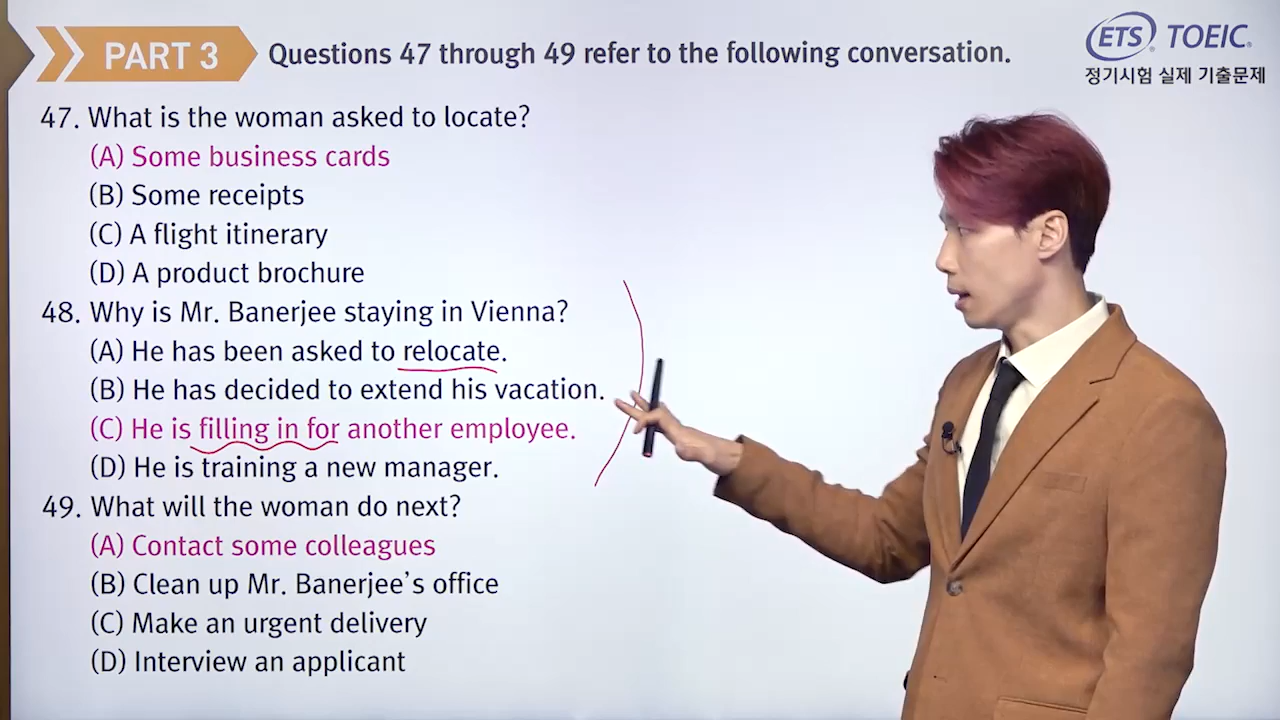 PART 3
Questions 47 through 49 refer to the following conversation.
ETS TOEIC
정기시험 실제 기출문제
47. What is the woman asked to locate?
(A) Some business cards
(B) Some receipts
(C) A flight itinerary
(D) A product brochure
48. Why is Mr. Banerjee staying in Vienna?
(A) He has been asked to relocate.
(B) He has decided to extend his vacation.
(C) He is filling in for another employee.
(D) He is training a new manager.
49. What will the woman do next?
(A) Contact some colleagues
(B) Clean up Mr. Banerjee's office
(C) Make an urgent delivery
(D) Interview an applicant